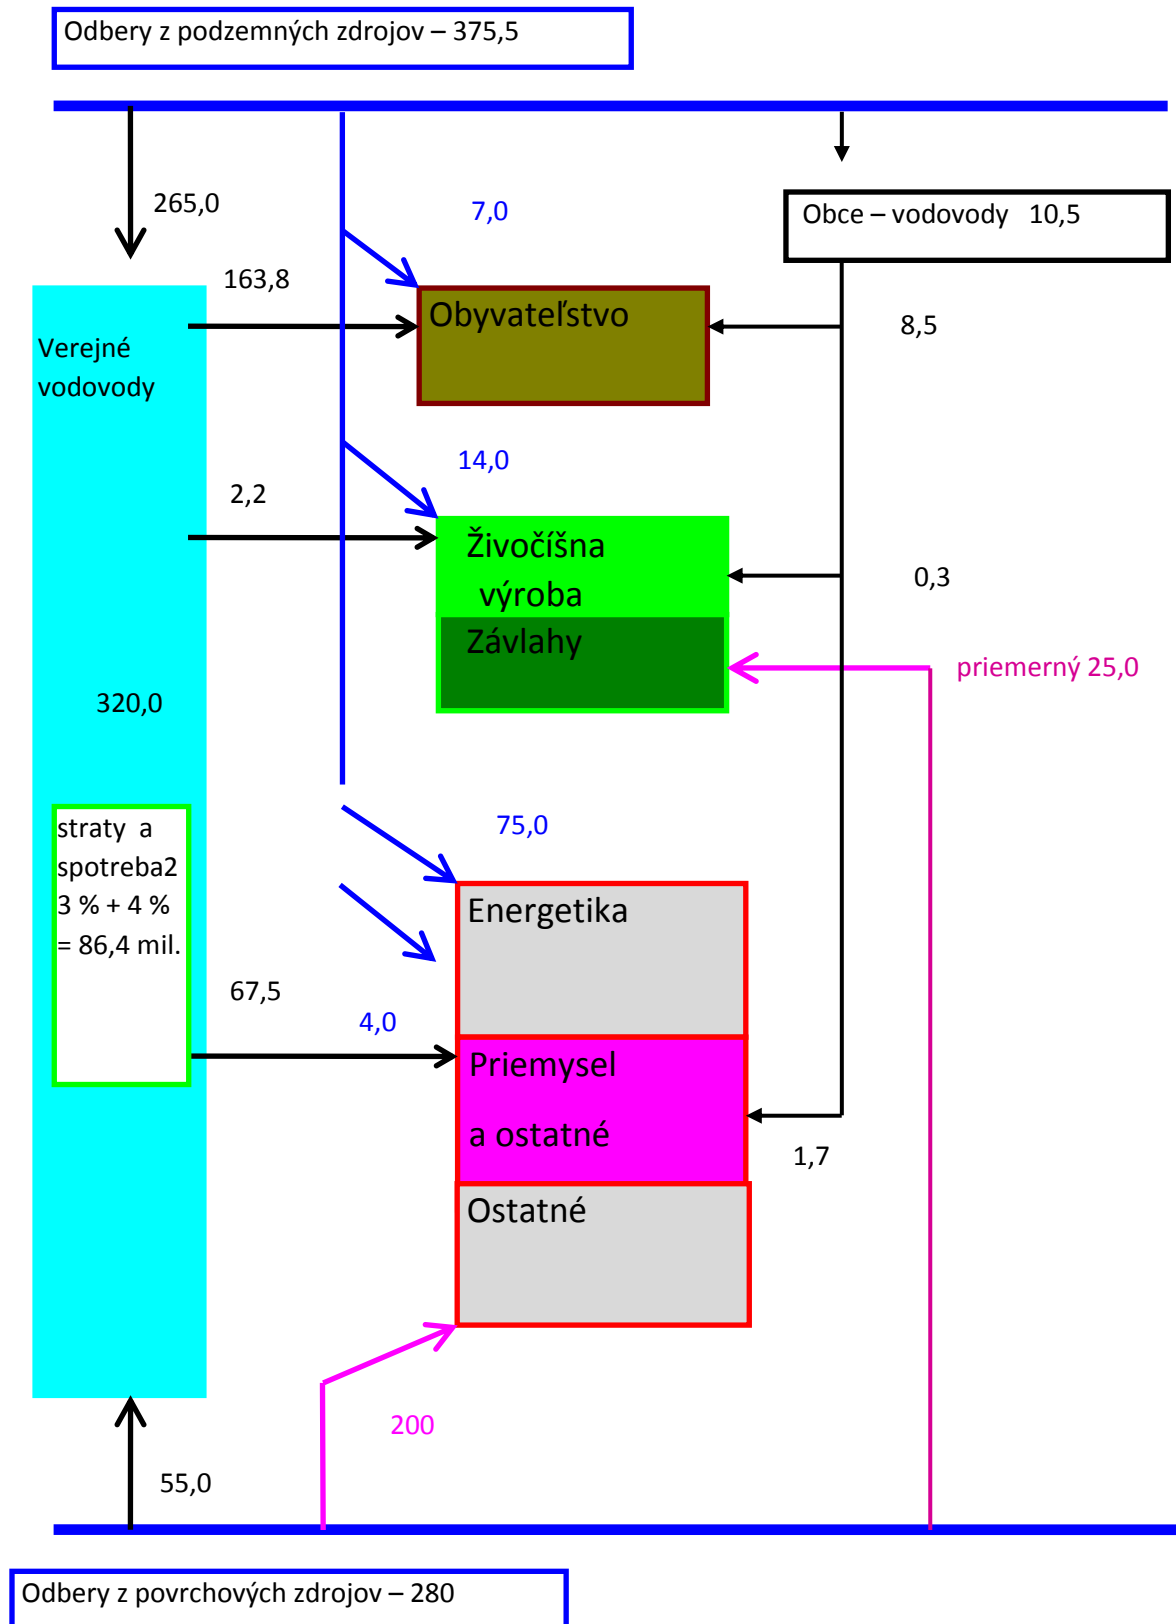 Odbery z podzemných zdrojov – 375,5
265,0
7,0
Obce – vodovody 10,5
163,8
Obyvateľstvo
8,5
Verejné
vodovody
14,0
2,2
Živočíšna
výroba
0,3
Závlahy
priemerný 25,0
320,0
75,0
straty a
spotreba2
3 % + 4 %
= 86,4 mil.
Energetika
67,5
4,0
Priemysel
a ostatné
1,7
Ostatné
200
55,0
Odbery z povrchových zdrojov – 280